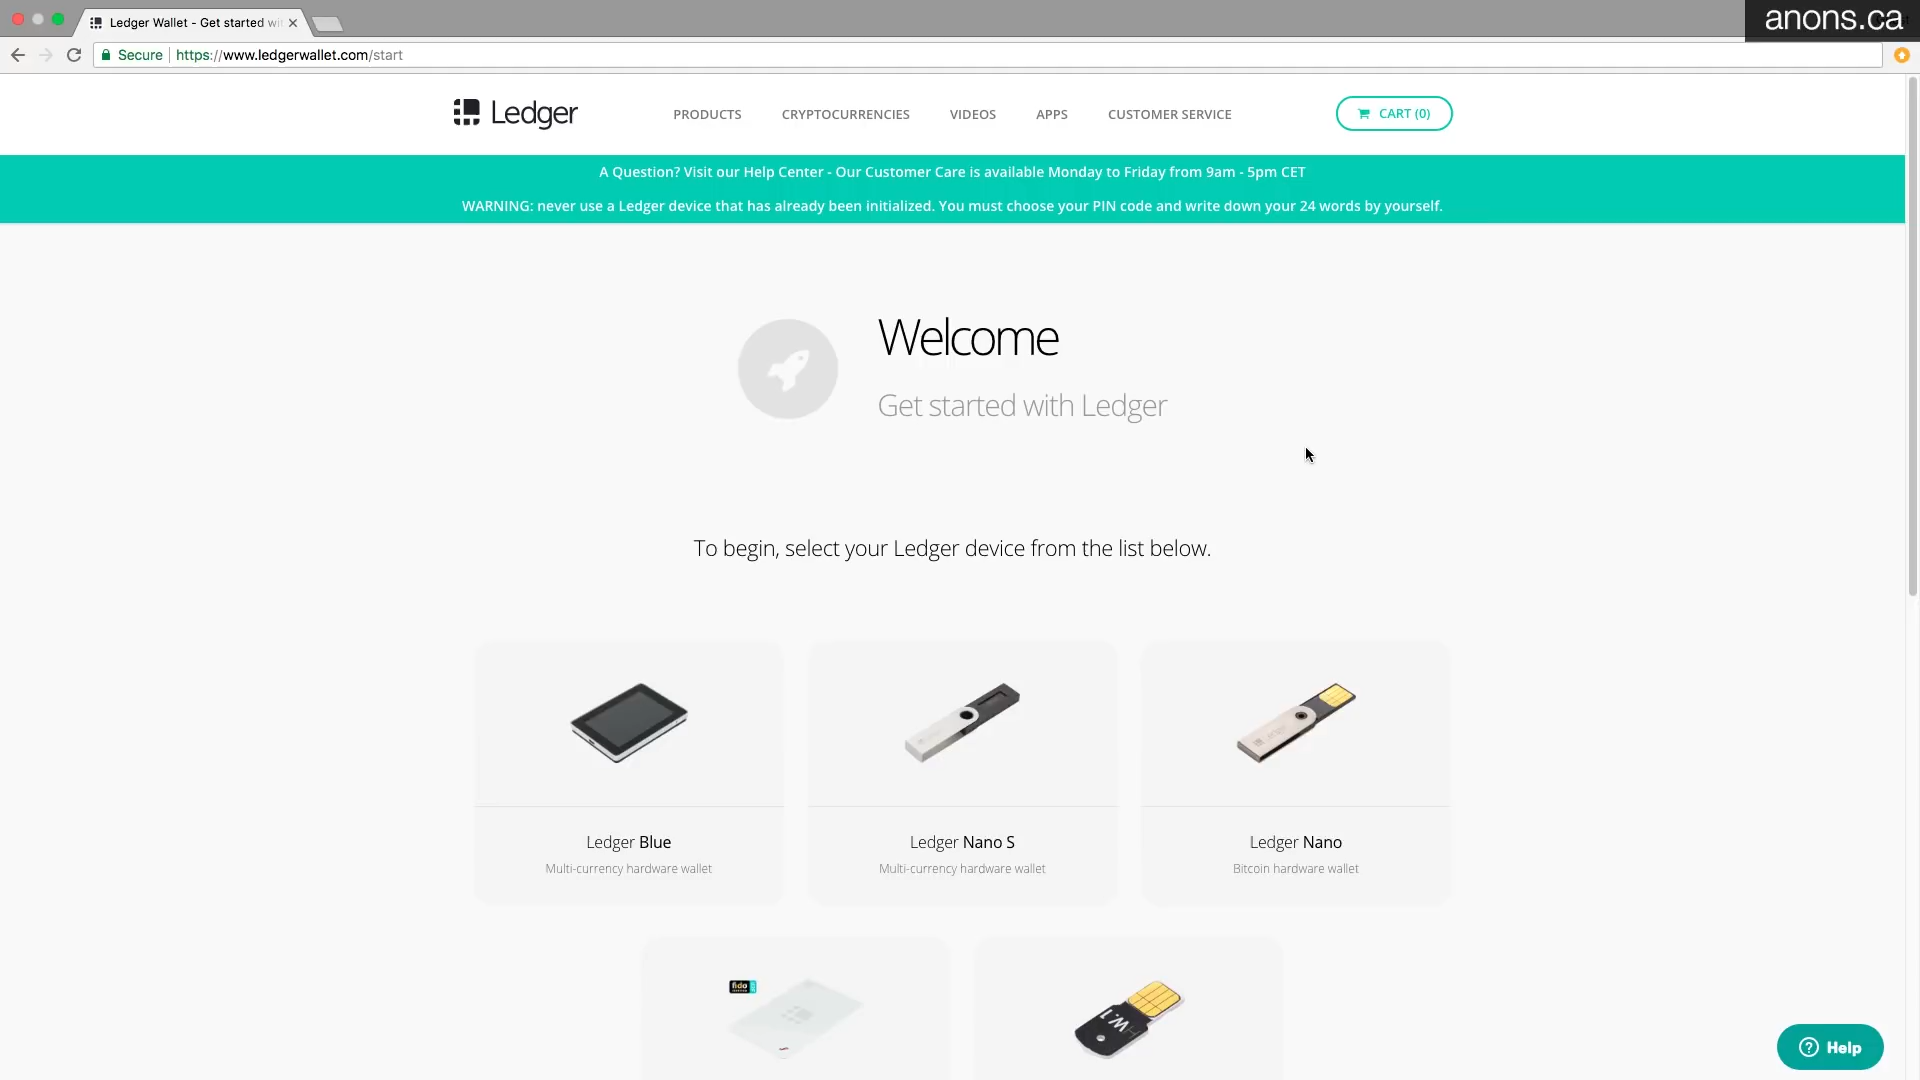 Ledger Wallet - Get started wi
anons.ca
Secure
https://www.ledgerwallet.com/start
Ledger
PRODUCTS
CRYPTOCURRENCIES
VIDEOS
APPS
CUSTOMER SERVICE
CART (0)
A Question? Visit our Help Center - Our Customer Care is available Monday to Friday from 9am - 5pm CET
WARNING: never use a Ledger device that has already been initialized. You must choose your PIN code and write down your 24 words by yourself.
Welcome
Get started with Ledger
To begin, select your Ledger device from the list below.
Ledger Blue
Multi-currency hardware wallet
Ledger Nano S
Multi-currency hardware wallet
Ledger Nano
Bitcoin hardware wallet
fido
HW.1
Help